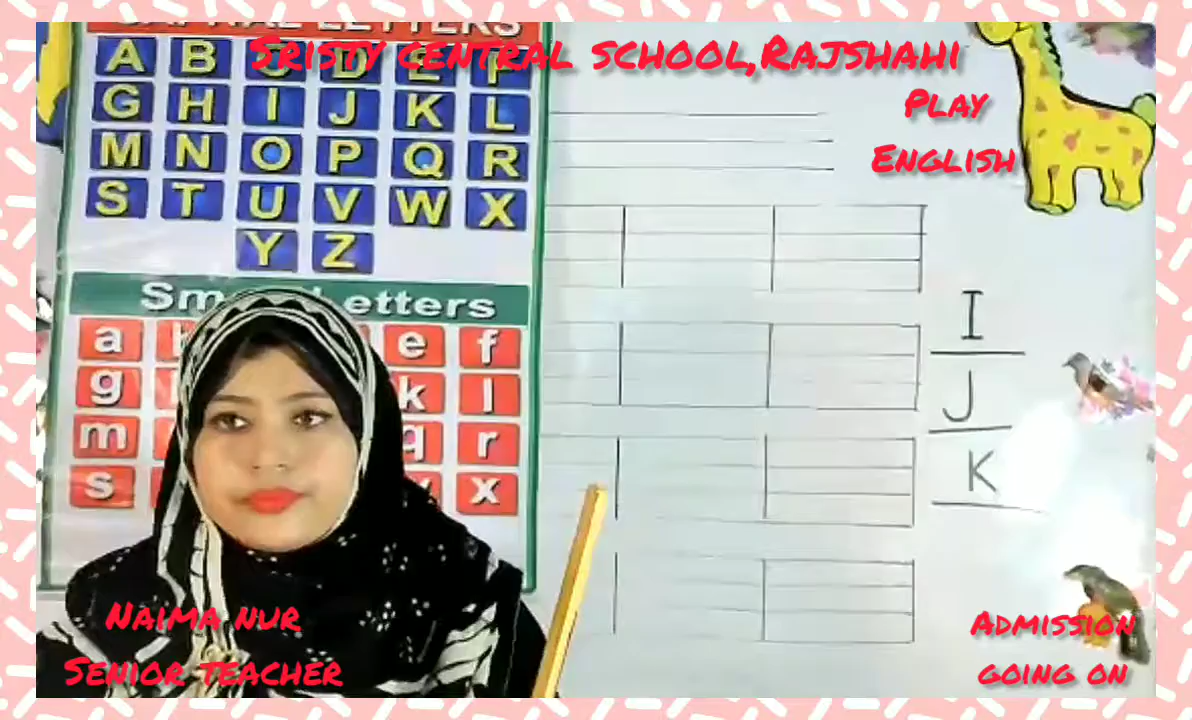 CAPITAL LETTERS
Sristy central school,Rajshahi
A B C D E F
Play
G H I J K L
English
M N O P Q R
S T U V W X
Y Z
Small Letters
I
a e f
J
g k l
m q r
K
s x
Naima nur
Senior teacher
Admission
going on